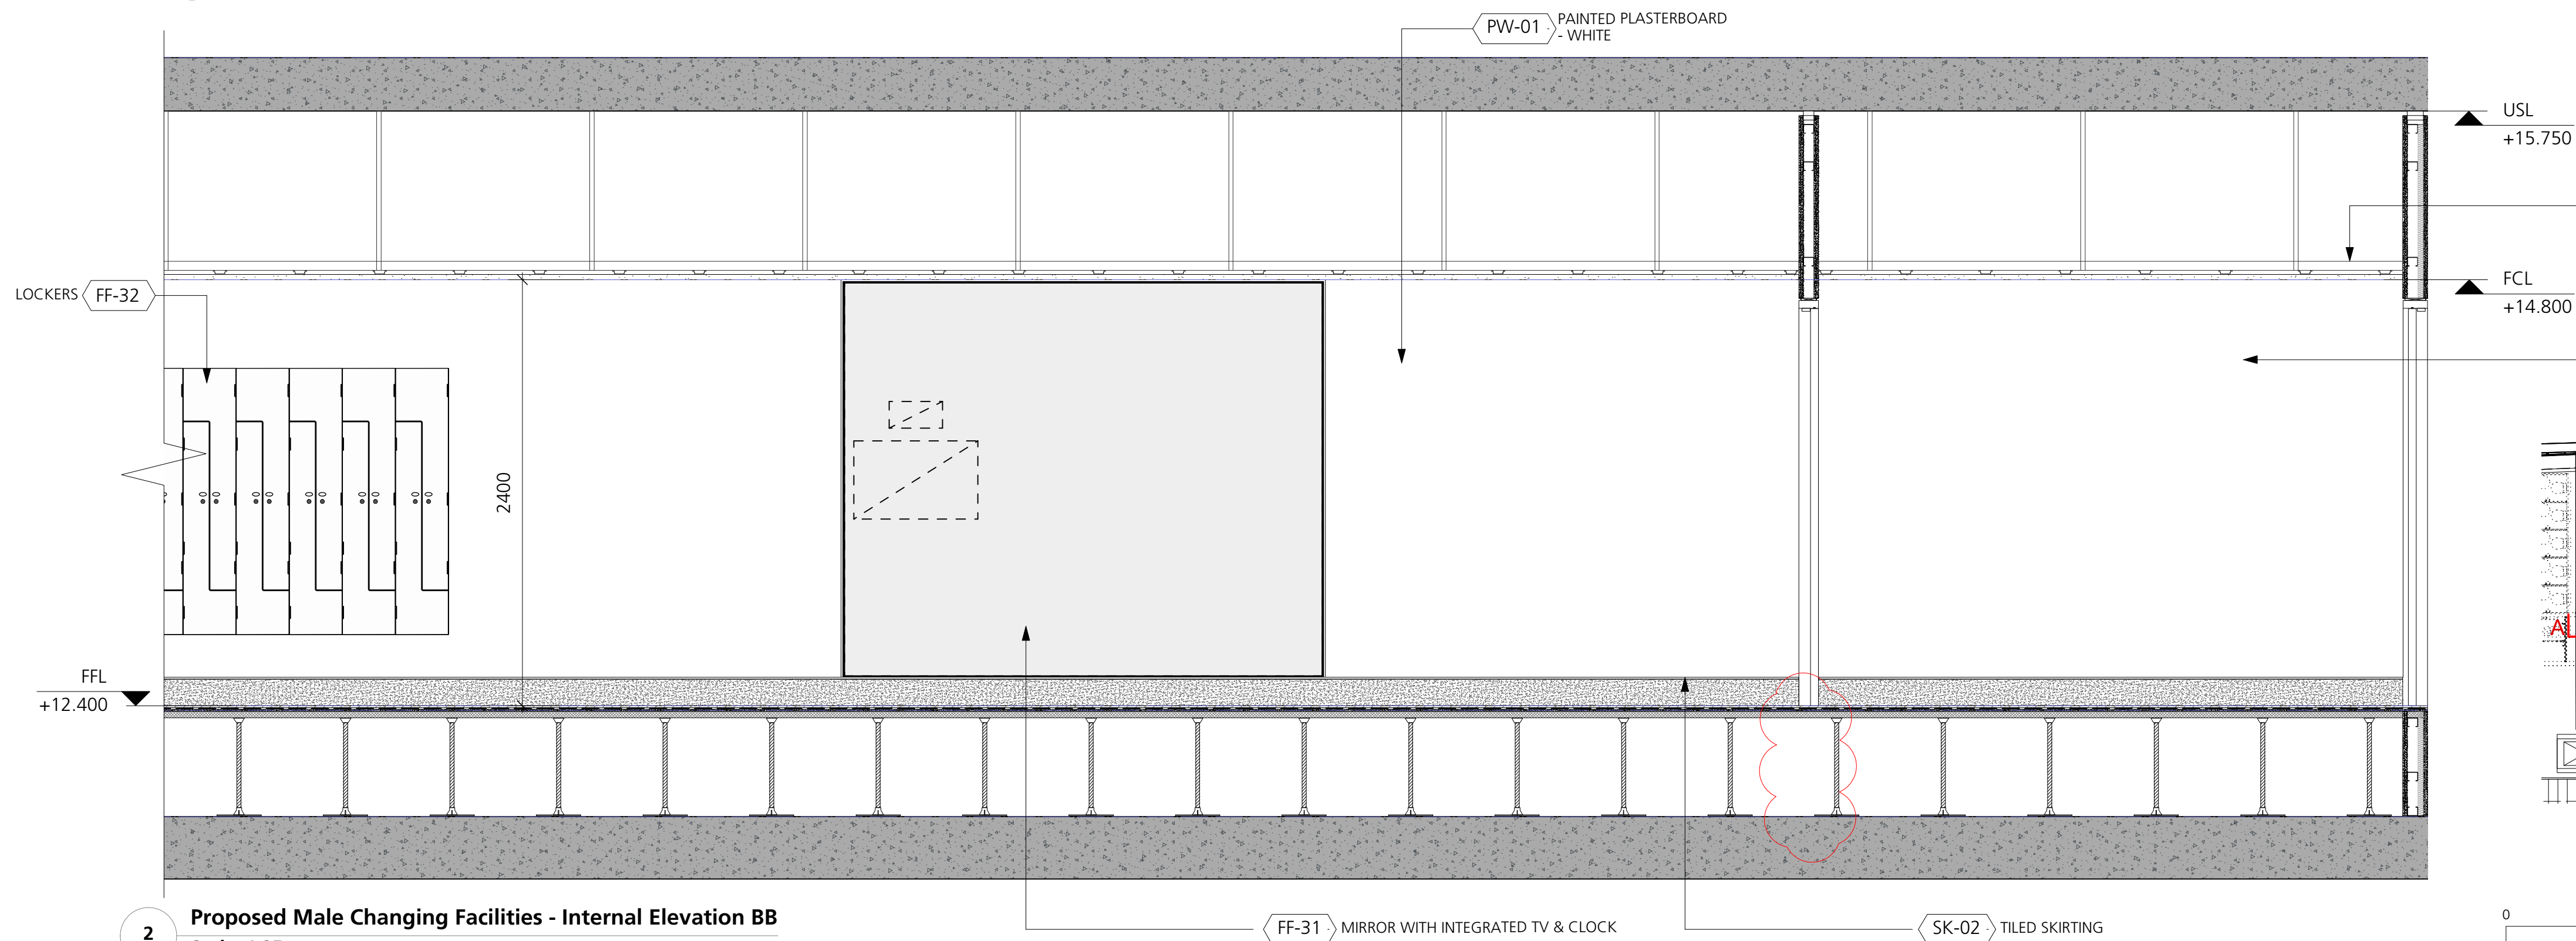 PW-01
PAINTED PLASTERBOARD
- WHITE
USL
+15.750
FCL
+14.800
LOCKERS
FF-32
2400
FFL
+12.400
2
Proposed Male Changing Facilities - Internal Elevation BB
FF-31
MIRROR WITH INTEGRATED TV & CLOCK
SK-02
TILED SKIRTING
0